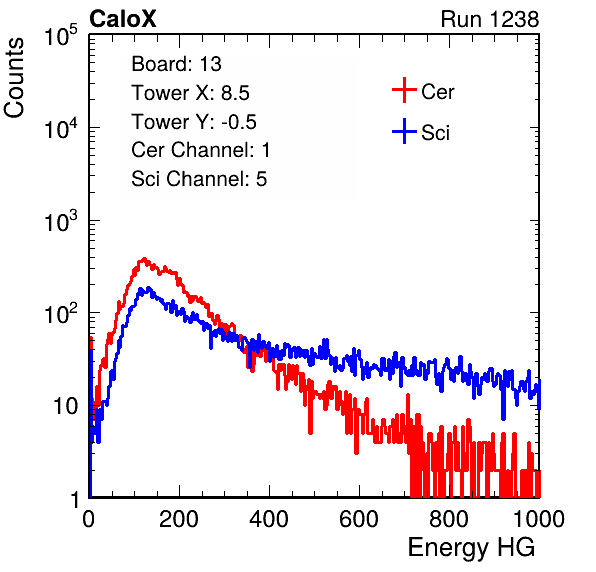 CaloX Run 1238
Counts
10^5
10^4
10^3
10^2
10
1
Board: 13
Tower X: 8.5
Tower Y: -0.5
Cer Channel: 1
Sci Channel: 5
Cer
Sci
0 200 400 600 800 1000
Energy HG